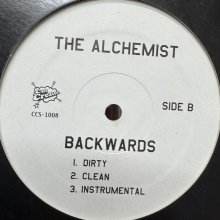 THE ALCHEMIST
SIDE B
CCS-1008
BACKWARDS
1. DIRTY
2. CLEAN
3. INSTRUMENTAL